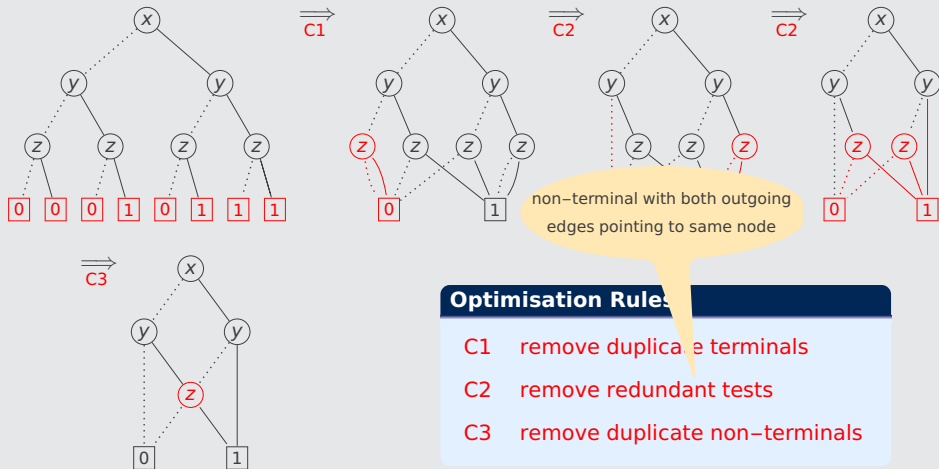 x ⟹ C1 x ⟹ C2 x ⟹ C2 x
y y y y y y y y
z z z z z z z z z z z z z
0 0 0 1 0 1 1 1 0 1 0 1
non–terminal with both outgoing
edges pointing to same node
⟹ C3 x
y y
z
0 1
Optimisation Rules
C1 remove duplicate terminals
C2 remove redundant tests
C3 remove duplicate non–terminals